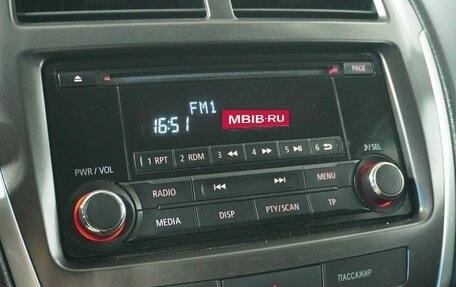 PAGE
FM1
16:51
MBIB·RU
1 RPT 2 RDM 3 ◀◀ 4 ▶▶ 5 ▶|| 6 ↩
PWR / VOL
♪/SEL
RADIO |◀◀ ▶▶| MENU
MEDIA DISP PTY/SCAN TP
ПАССАЖИР